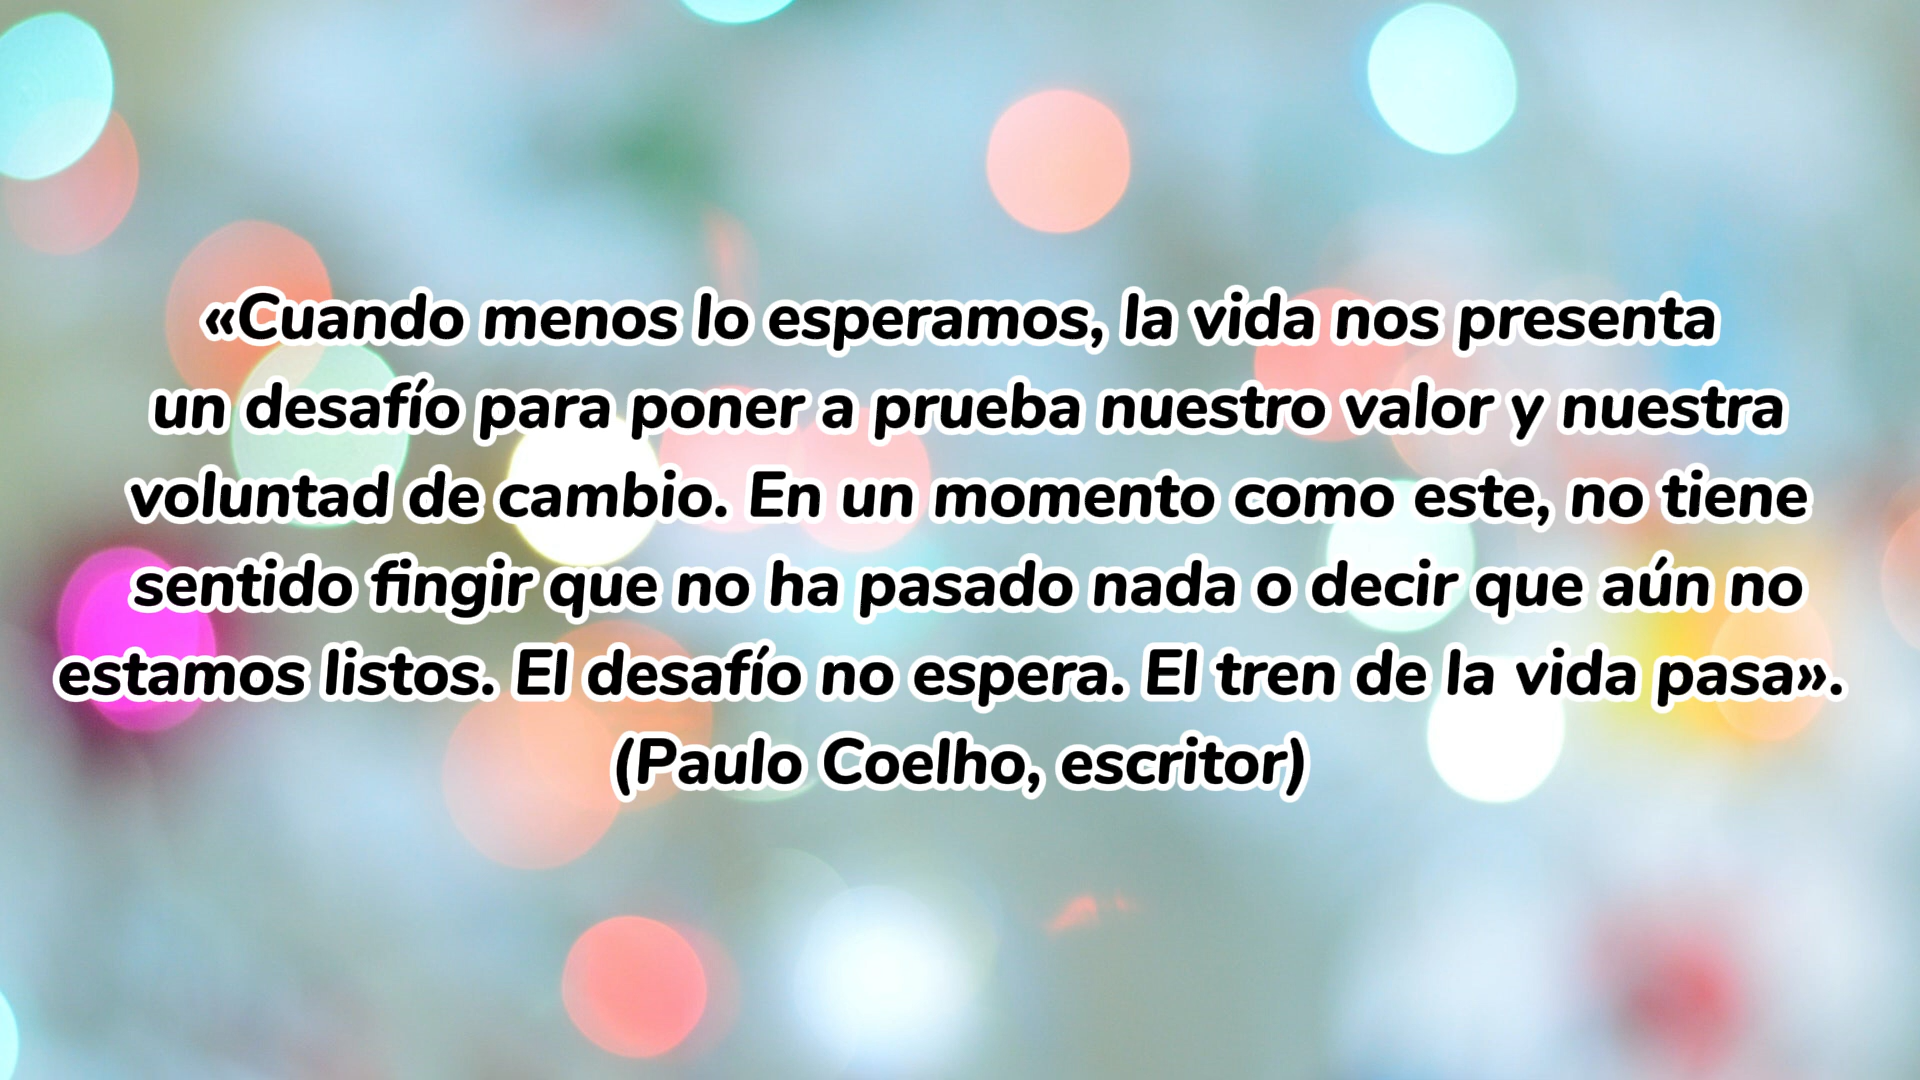 «Cuando menos lo esperamos, la vida nos presenta
un desafío para poner a prueba nuestro valor y nuestra
voluntad de cambio. En un momento como este, no tiene
sentido fingir que no ha pasado nada o decir que aún no
estamos listos. El desafío no espera. El tren de la vida pasa».
(Paulo Coelho, escritor)